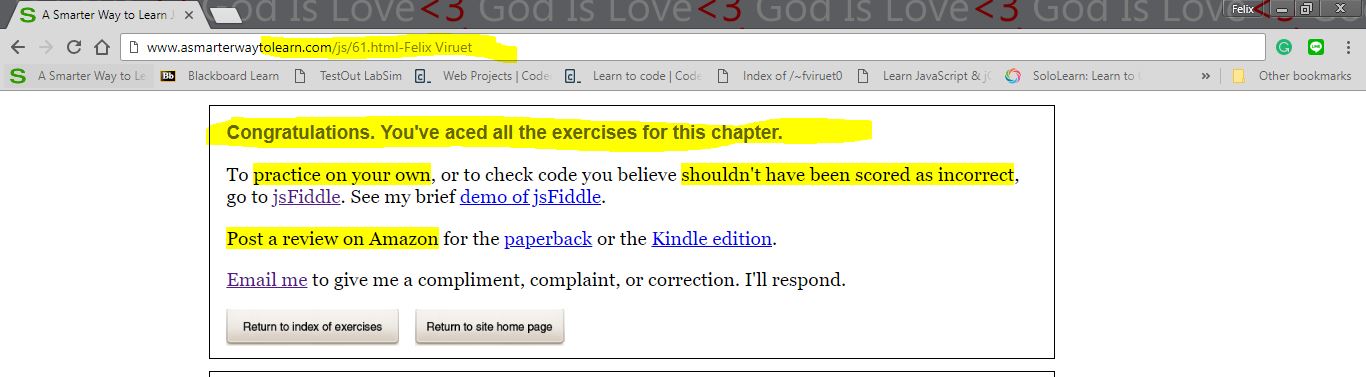 God Is Love<3 God Is Love<3 God Is Love<3 God
A Smarter Way to Learn J
Felix
www.asmarterwaytolearn.com/js/61.html-Felix Viruet
A Smarter Way to Le
Bb Blackboard Learn
TestOut LabSim
Web Projects | Codec
Learn to code | Code
Index of /~fviruet0
Learn JavaScript & j
SoloLearn: Learn to
»
Other bookmarks
Congratulations. You've aced all the exercises for this chapter.
To practice on your own, or to check code you believe shouldn't have been scored as incorrect,
go to jsFiddle. See my brief demo of jsFiddle.
Post a review on Amazon for the paperback or the Kindle edition.
Email me to give me a compliment, complaint, or correction. I'll respond.
Return to index of exercises
Return to site home page